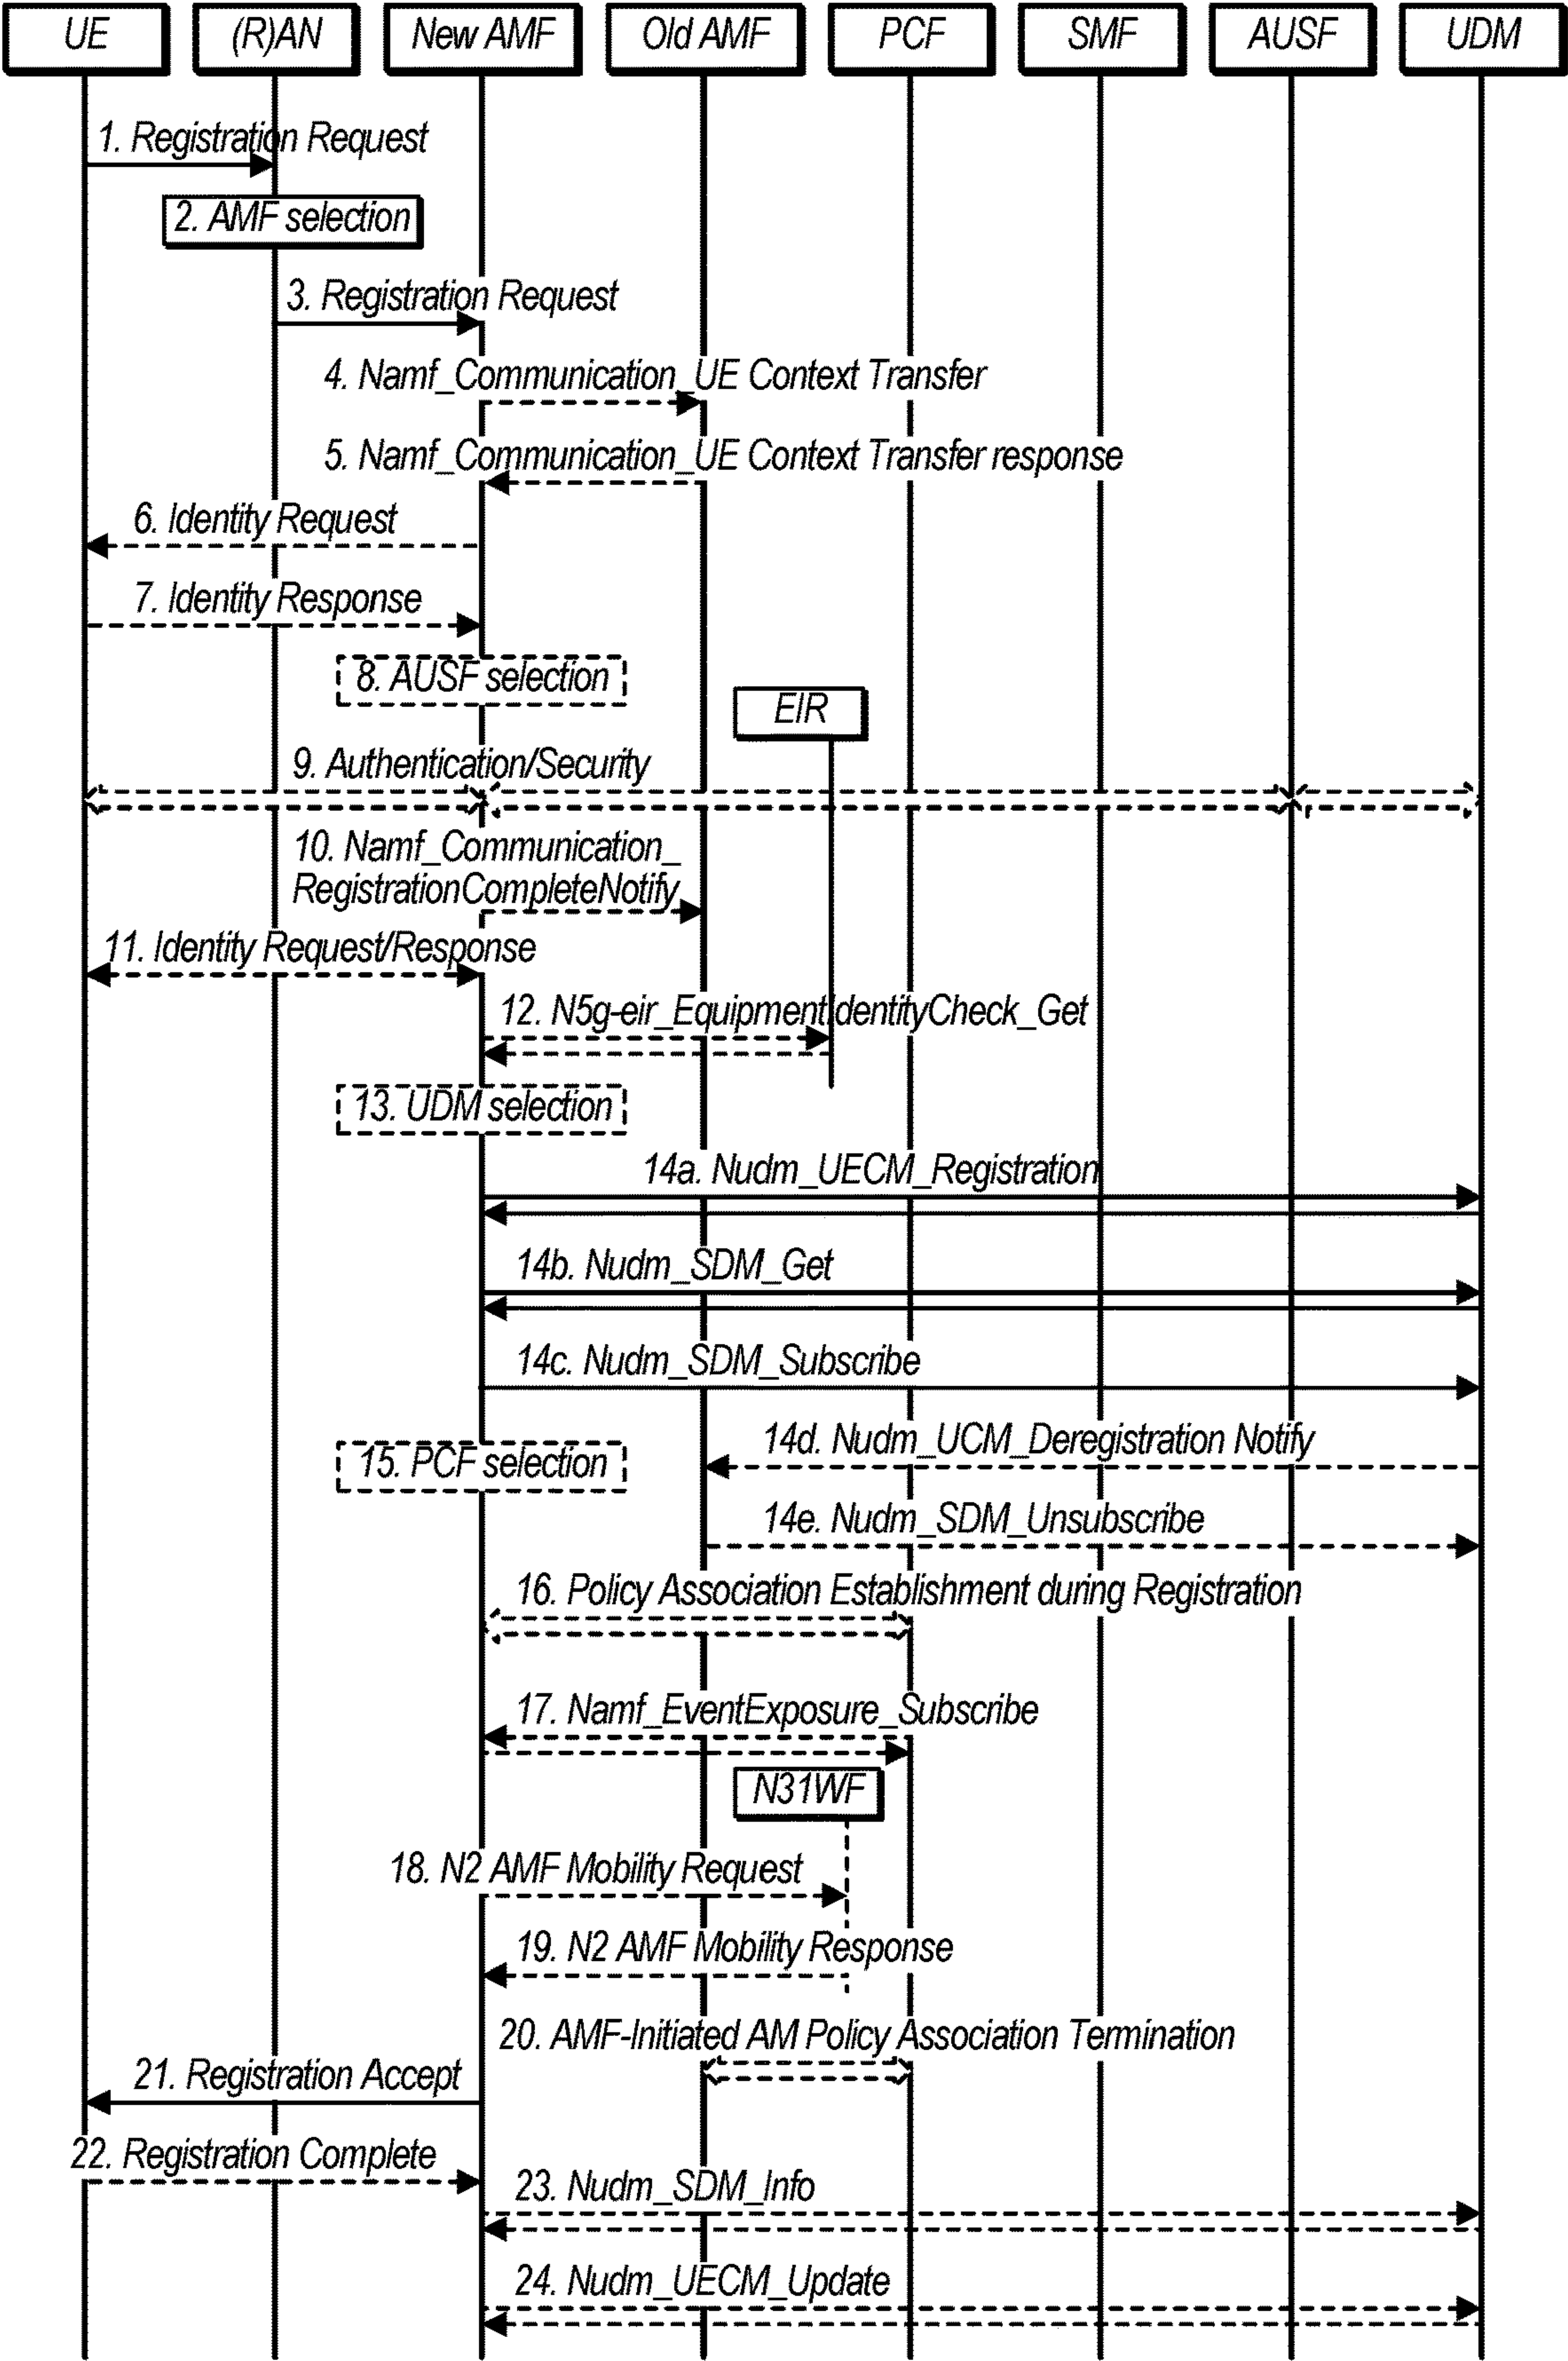 UE
(R)AN
New AMF
Old AMF
PCF
SMF
AUSF
UDM
1. Registration Request
2. AMF selection
3. Registration Request
4. Namf_Communication_UE Context Transfer
5. Namf_Communication_UE Context Transfer response
6. Identity Request
7. Identity Response
8. AUSF selection
EIR
9. Authentication/Security
10. Namf_Communication_
RegistrationCompleteNotify
11. Identity Request/Response
12. N5g-eir_EquipmentIdentityCheck_Get
13. UDM selection
14a. Nudm_UECM_Registration
14b. Nudm_SDM_Get
14c. Nudm_SDM_Subscribe
14d. Nudm_UCM_Deregistration Notify
15. PCF selection
14e. Nudm_SDM_Unsubscribe
16. Policy Association Establishment during Registration
17. Namf_EventExposure_Subscribe
N31WF
18. N2 AMF Mobility Request
19. N2 AMF Mobility Response
20. AMF-Initiated AM Policy Association Termination
21. Registration Accept
22. Registration Complete
23. Nudm_SDM_Info
24. Nudm_UECM_Update